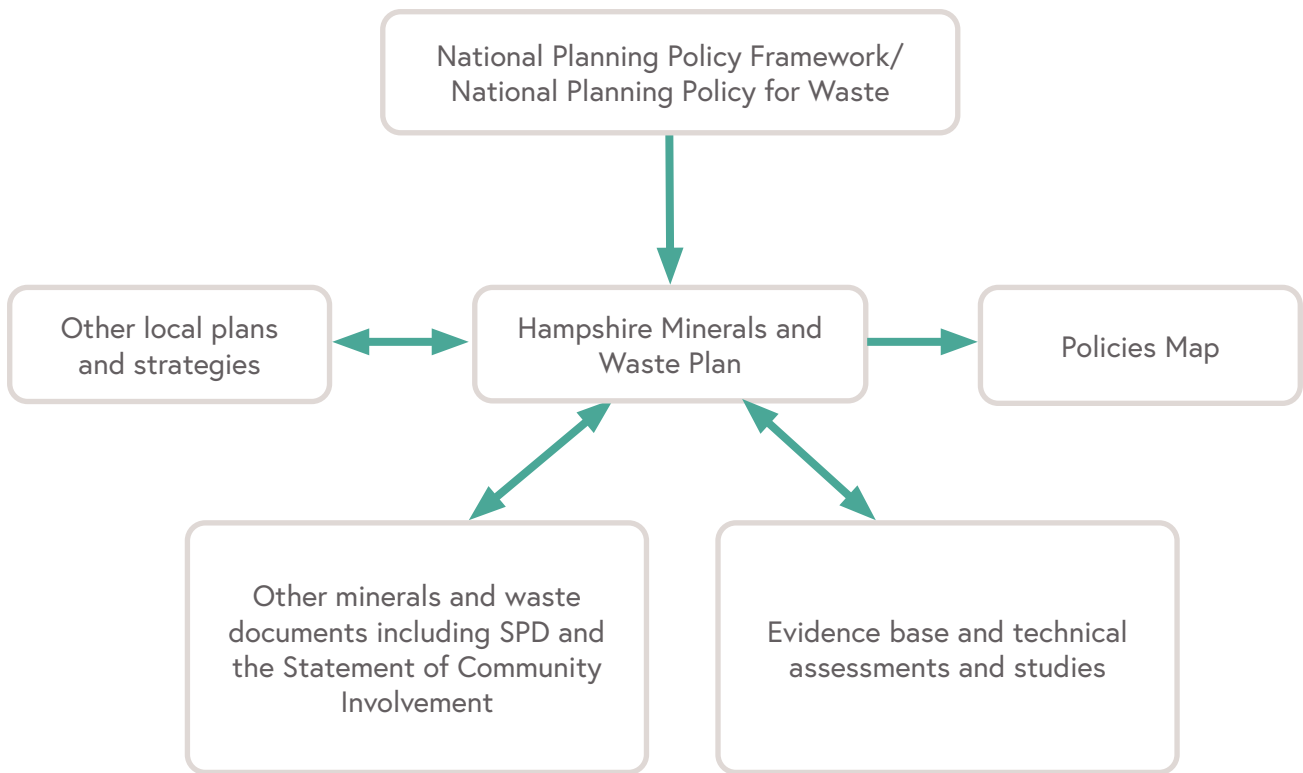 National Planning Policy Framework/
National Planning Policy for Waste
Other local plans
and strategies
Hampshire Minerals and
Waste Plan
Policies Map
Other minerals and waste
documents including SPD and
the Statement of Community
Involvement
Evidence base and technical
assessments and studies